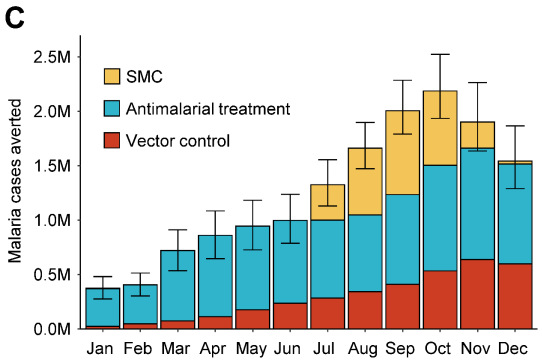 C
Malaria cases averted
2.5M
2.0M
1.5M
1.0M
0.5M
0.0M
SMC
Antimalarial treatment
Vector control
Jan Feb Mar Apr May Jun Jul Aug Sep Oct Nov Dec